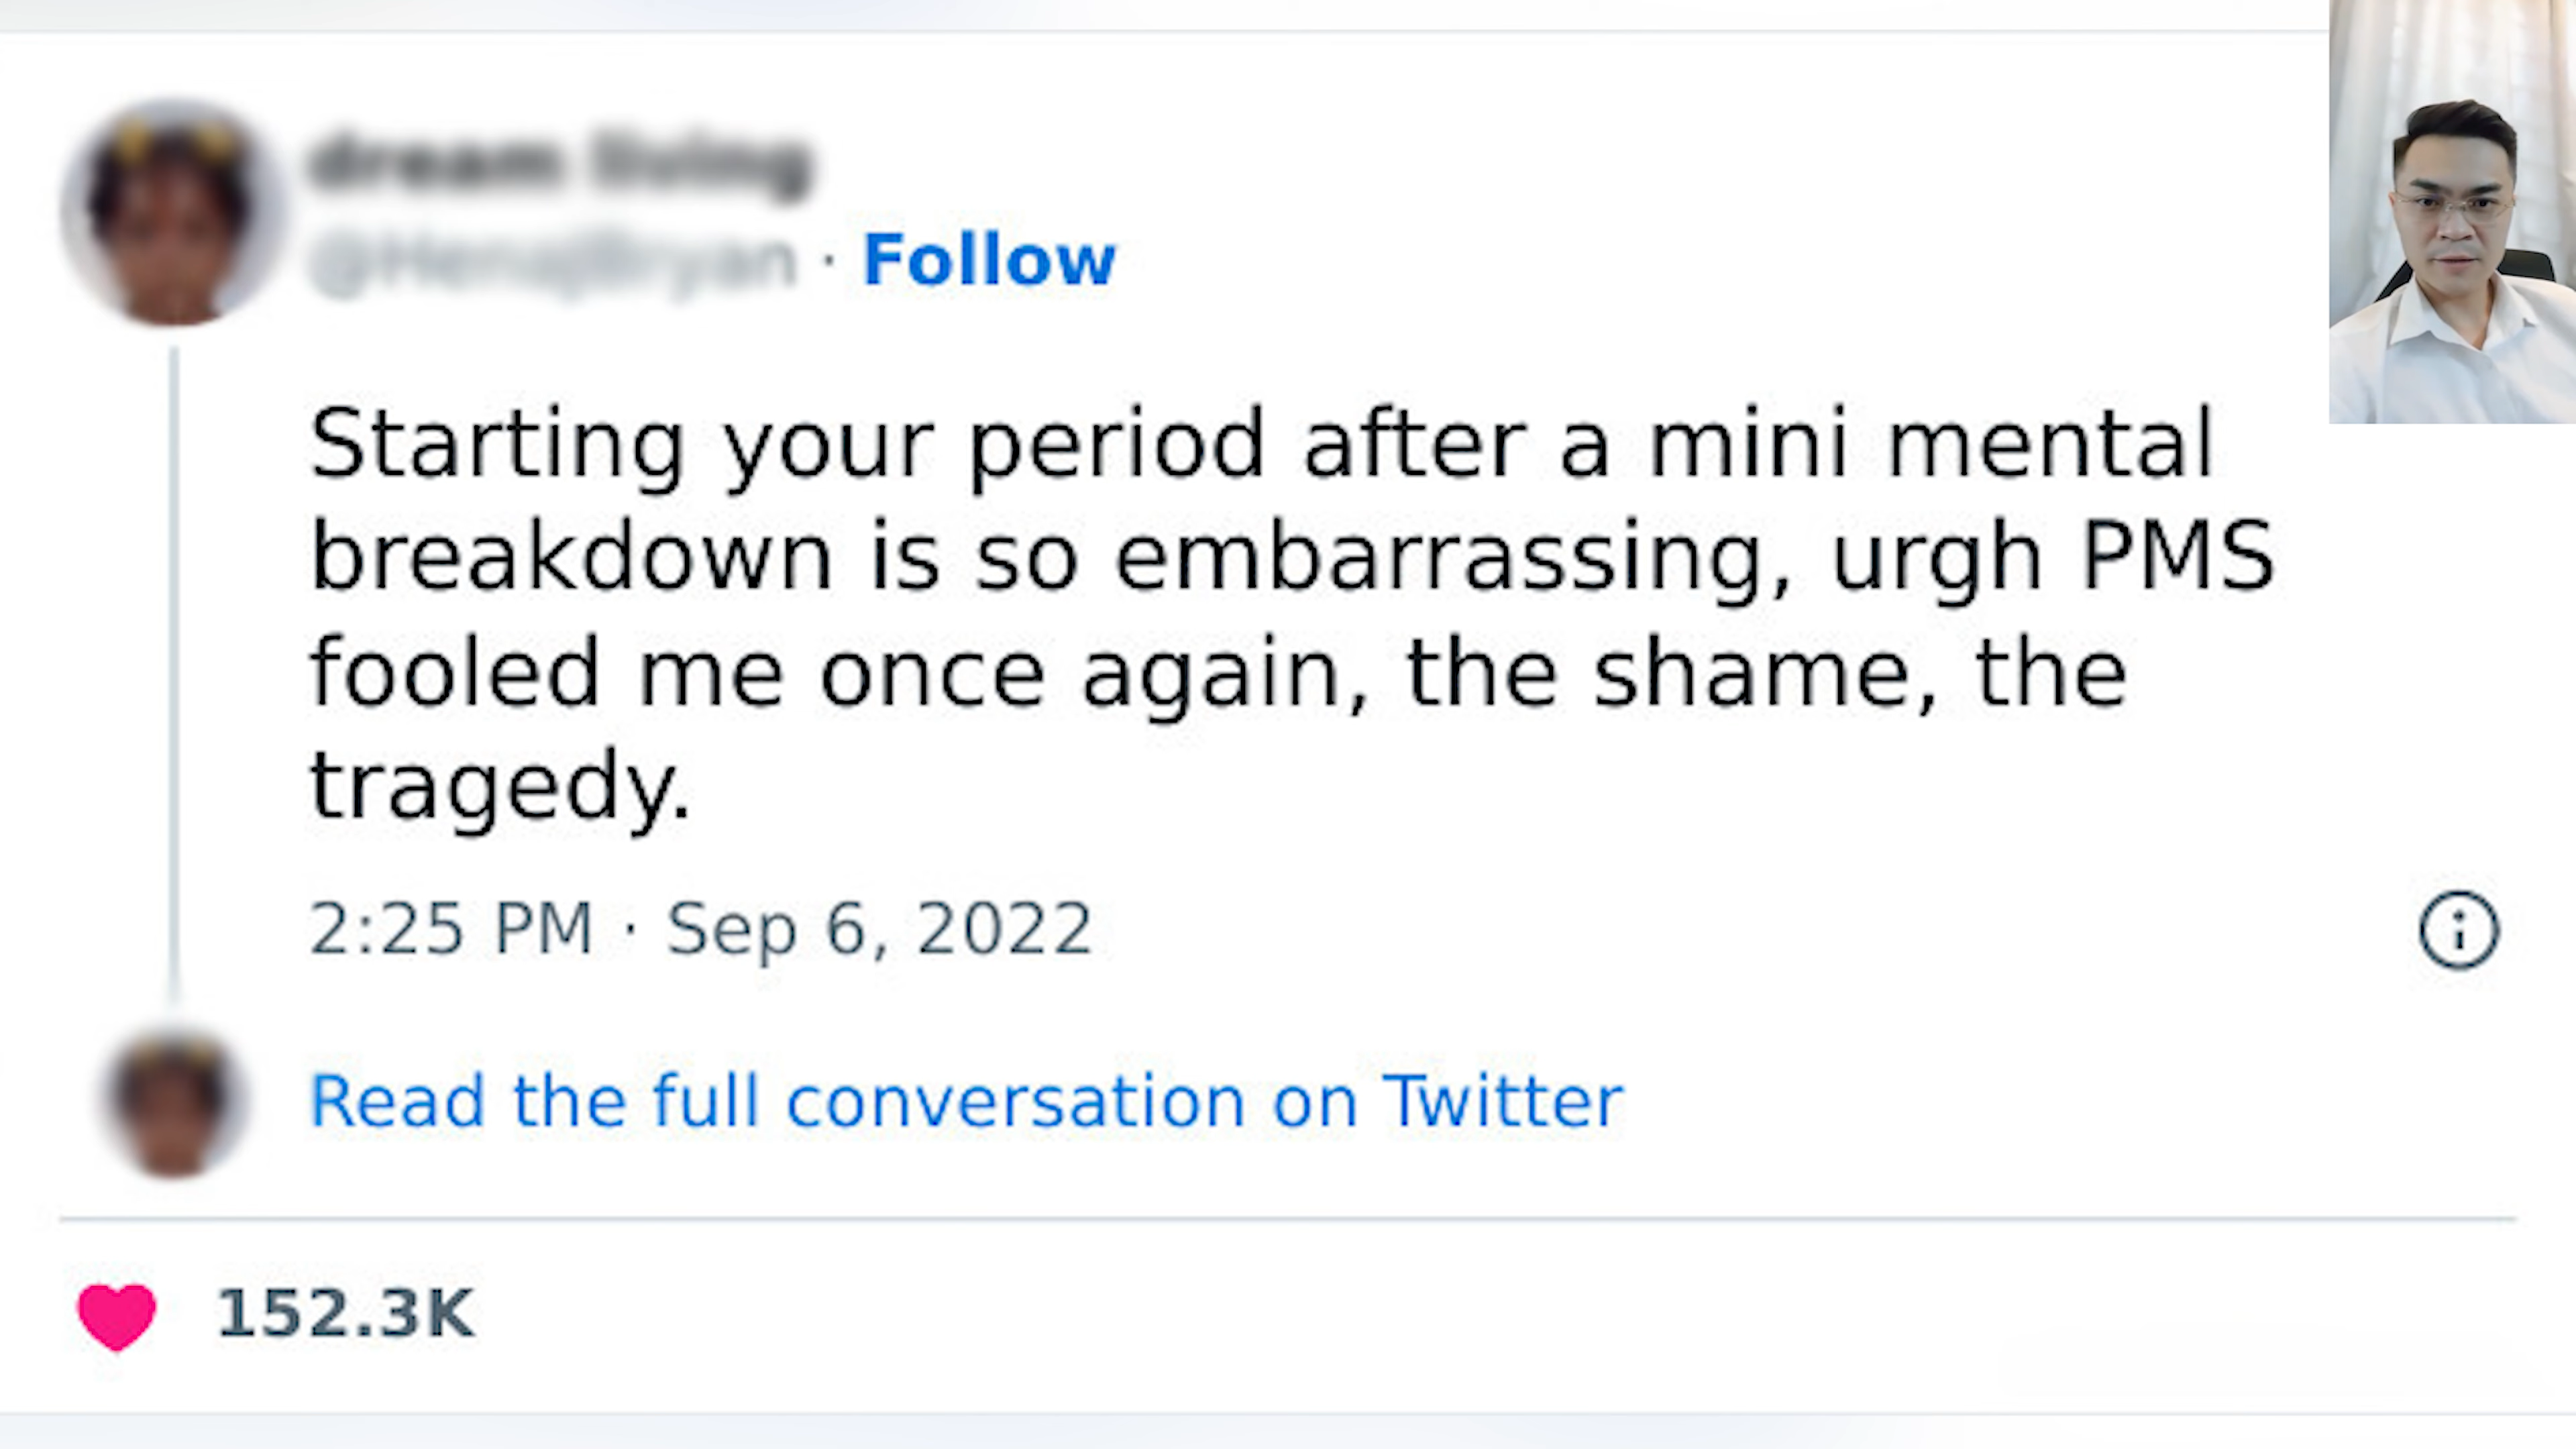 Follow
Starting your period after a mini mental
breakdown is so embarrassing, urgh PMS
fooled me once again, the shame, the
tragedy.
2:25 PM · Sep 6, 2022
Read the full conversation on Twitter
152.3K